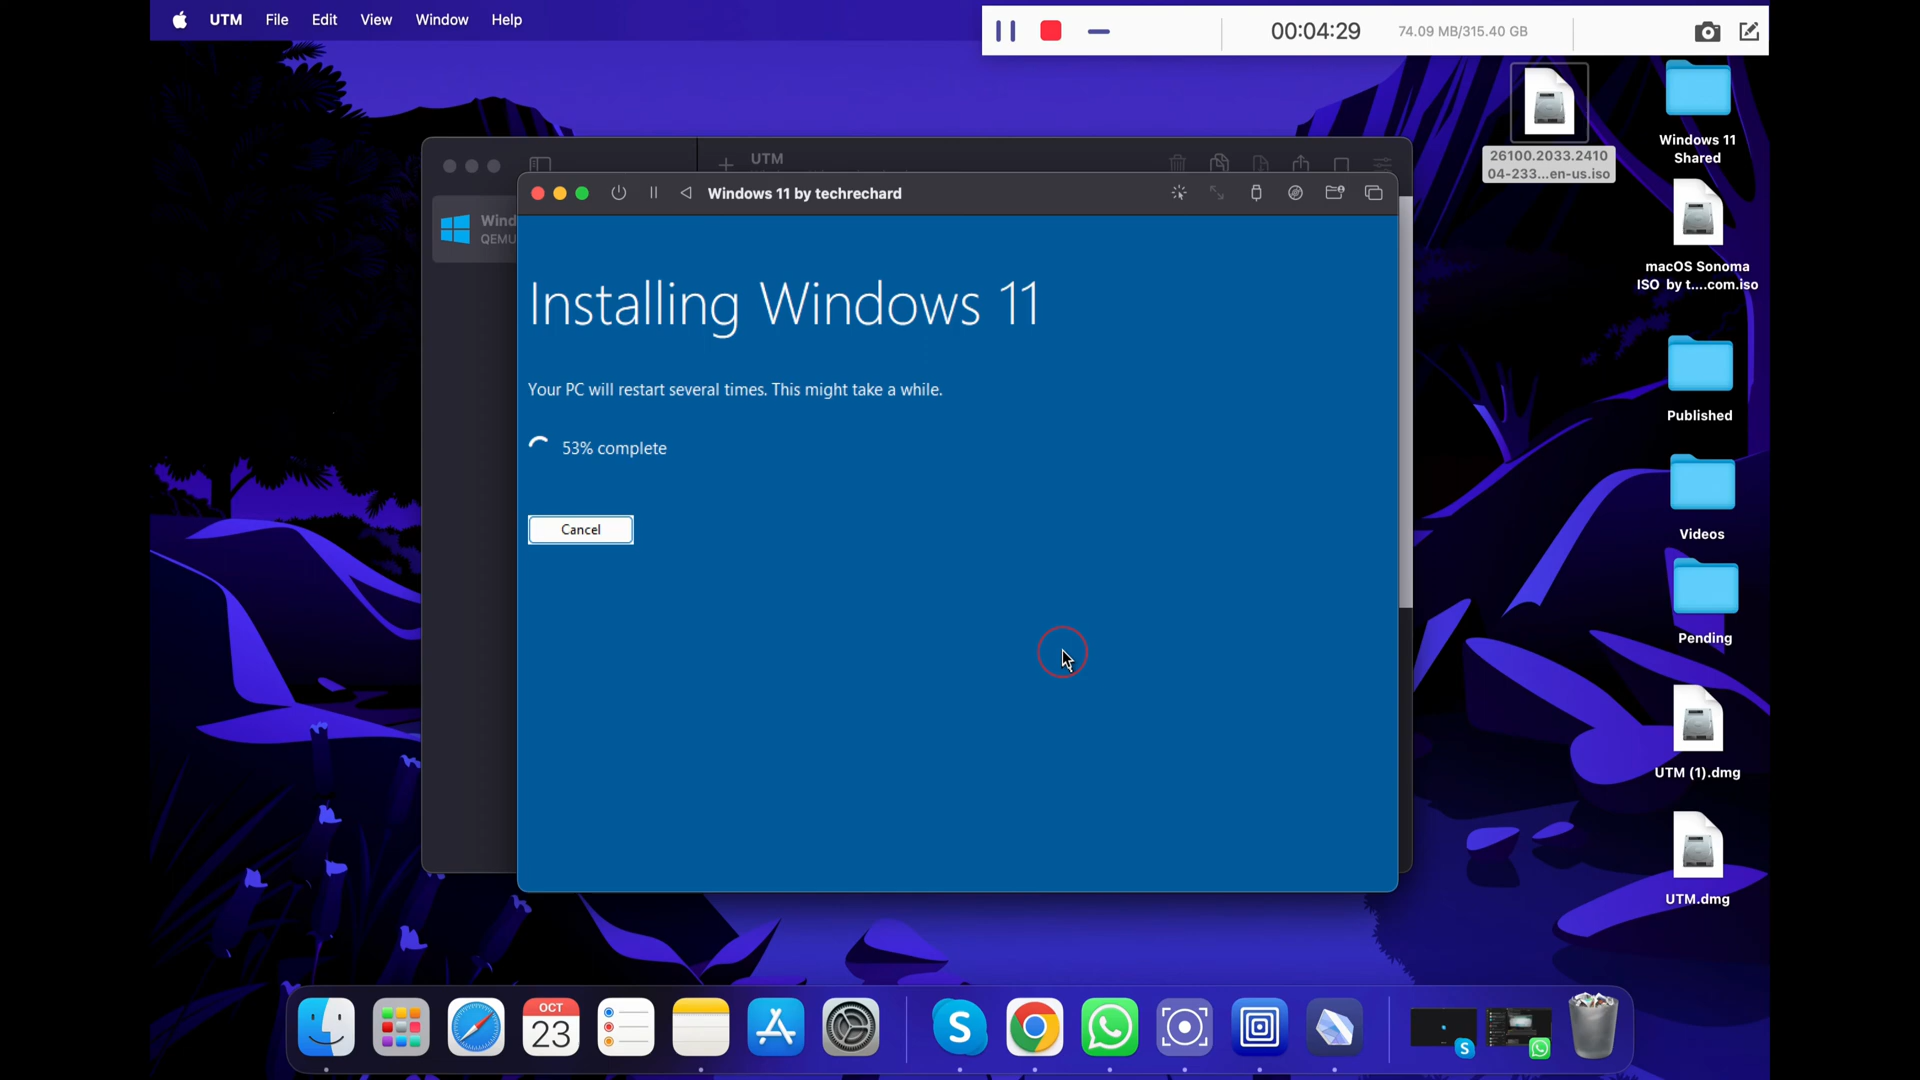 UTM File Edit View Window Help
00:04:29 74.09 MB/315.40 GB
26100.2033.2410
04-233...en-us.iso
Windows 11
Shared
UTM
Wind
QEMU
Windows 11 by techrechard
Installing Windows 11
Your PC will restart several times. This might take a while.
53% complete
Cancel
macOS Sonoma
ISO by t....com.iso
Published
Videos
Pending
UTM (1).dmg
UTM.dmg
OCT
23
S
S